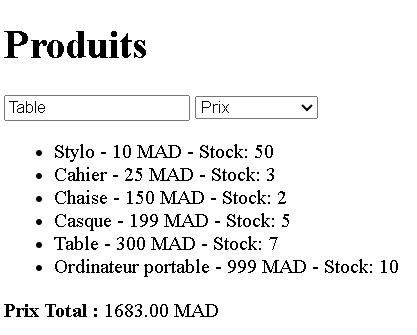 Produits
Table Prix
Stylo - 10 MAD - Stock: 50
Cahier - 25 MAD - Stock: 3
Chaise - 150 MAD - Stock: 2
Casque - 199 MAD - Stock: 5
Table - 300 MAD - Stock: 7
Ordinateur portable - 999 MAD - Stock: 10
Prix Total : 1683.00 MAD